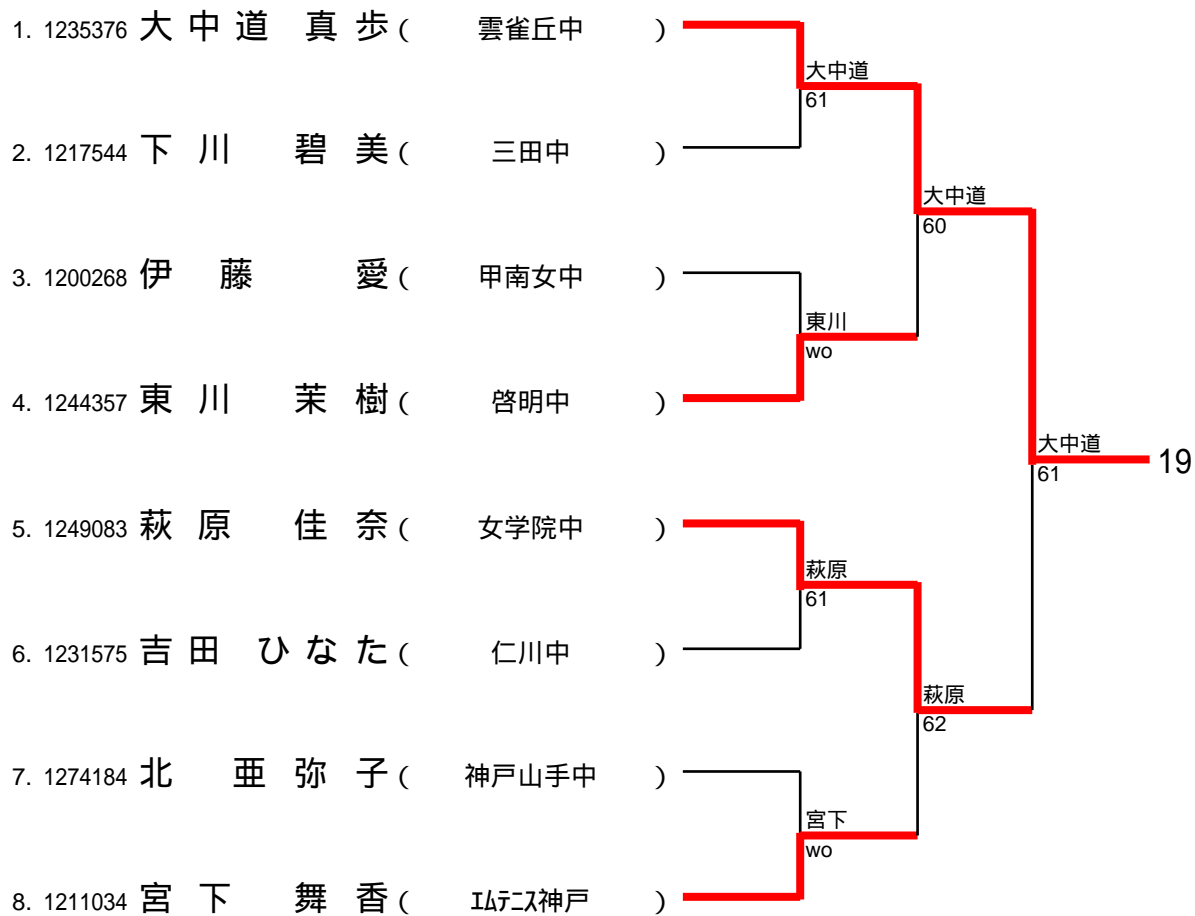 1. 1235376 大中道 真歩 ( 雲雀丘中 )
大中道
61
2. 1217544 下川 碧美 ( 三田中 )
大中道
60
3. 1200268 伊藤 愛 ( 甲南女中 )
東川
wo
4. 1244357 東川 茉樹 ( 啓明中 )
大中道
61
19
5. 1249083 萩原 佳奈 ( 女学院中 )
萩原
61
6. 1231575 吉田 ひなた ( 仁川中 )
萩原
62
7. 1274184 北 亜弥子 ( 神戸山手中 )
宮下
wo
8. 1211034 宮下 舞香 ( エムテニス神戸 )